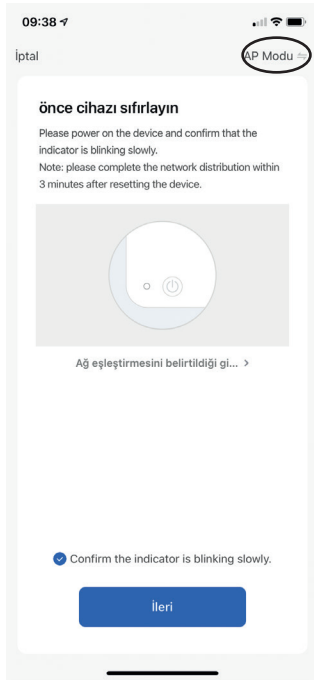 09:38
İptal
AP Modu
önce cihazı sıfırlayın
Please power on the device and confirm that the
indicator is blinking slowly.
Note: please complete the network distribution within
3 minutes after resetting the device.
Ağ eşleştirmesini belirtildiği gi... >
Confirm the indicator is blinking slowly.
İleri